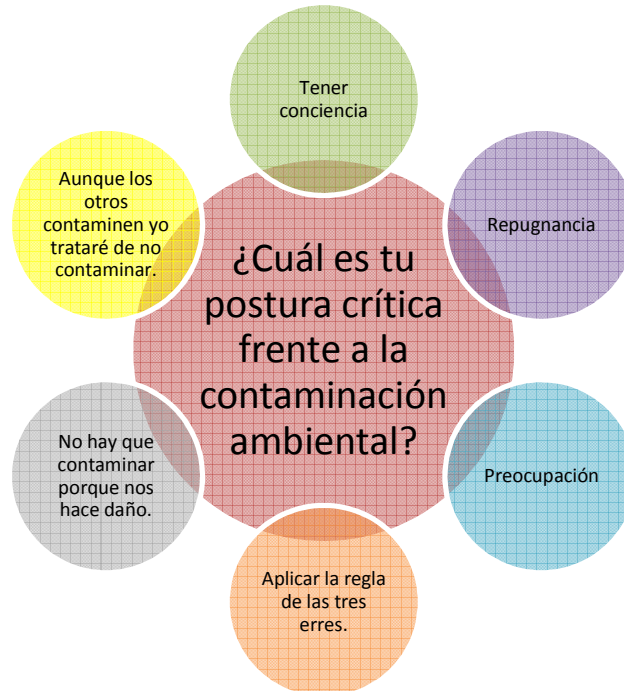 Tener
conciencia
Repugnancia
Preocupación
Aplicar la regla
de las tres
erres.
No hay que
contaminar
porque nos
hace daño.
Aunque los
otros
contaminen yo
trataré de no
contaminar.
¿Cuál es tu
postura crítica
frente a la
contaminación
ambiental?